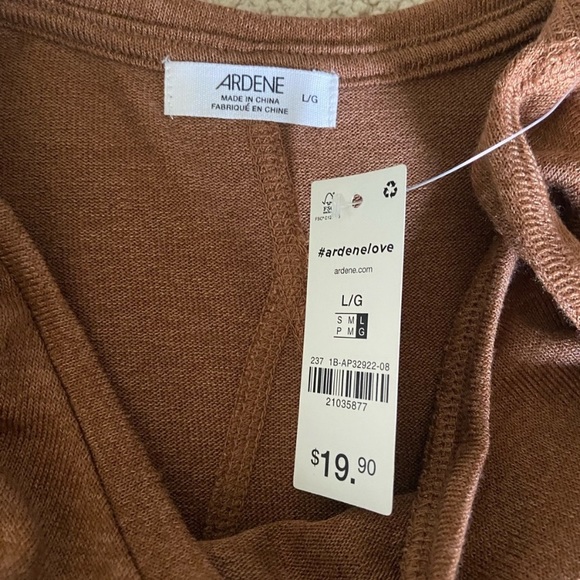 ARDENE
L/G
MADE IN CHINA
FABRIQUÉ EN CHINE
#ardenelove
ardene.com
L/G
S M L
P M G
237 1B-AP32922-08
21035877
$19.90